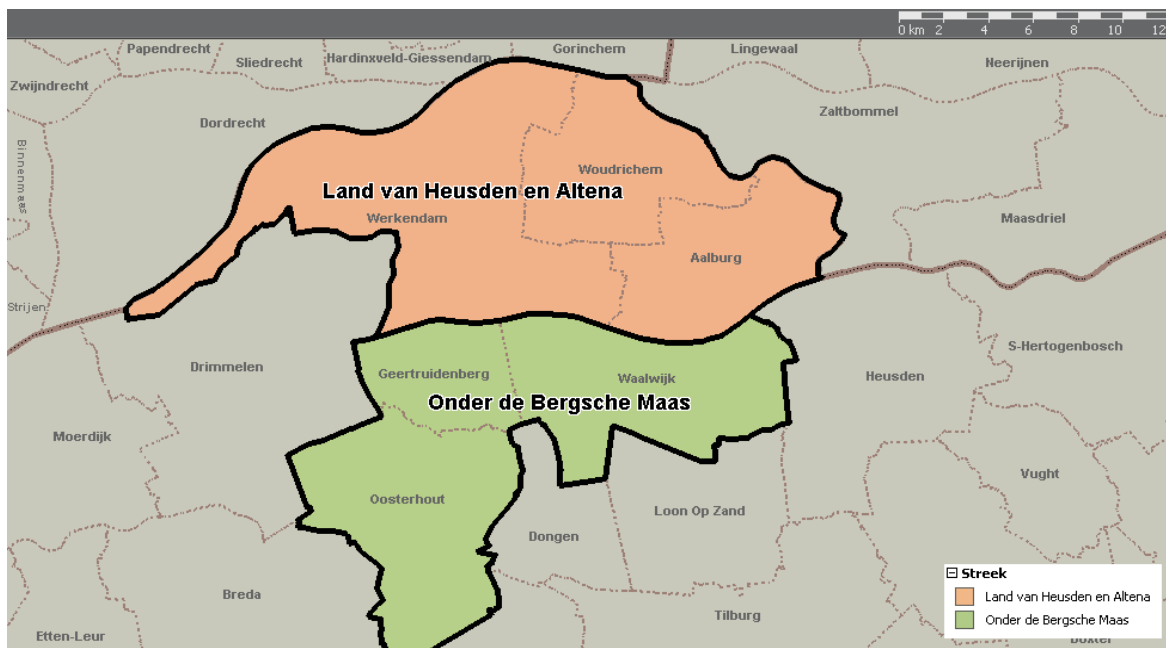 0 km 2 4 6 8 10 12
Papendrecht
Sliedrecht
Hardinxveld-Giessendam
Gorinchem
Lingewaal
Neerijnen
Zwijndrecht
Dordrecht
Zaltbommel
Binnenmaas
Woudrichem
Land van Heusden en Altena
Werkendam
Maasdriel
Aalburg
Strijen
Drimmelen
Geertruidenberg
Waalwijk
Heusden
S-Hertogenbosch
Onder de Bergsche Maas
Moerdijk
Vught
Oosterhout
Loon Op Zand
Dongen
Streek
Land van Heusden en Altena
Onder de Bergsche Maas
Breda
Tilburg
Etten-Leur